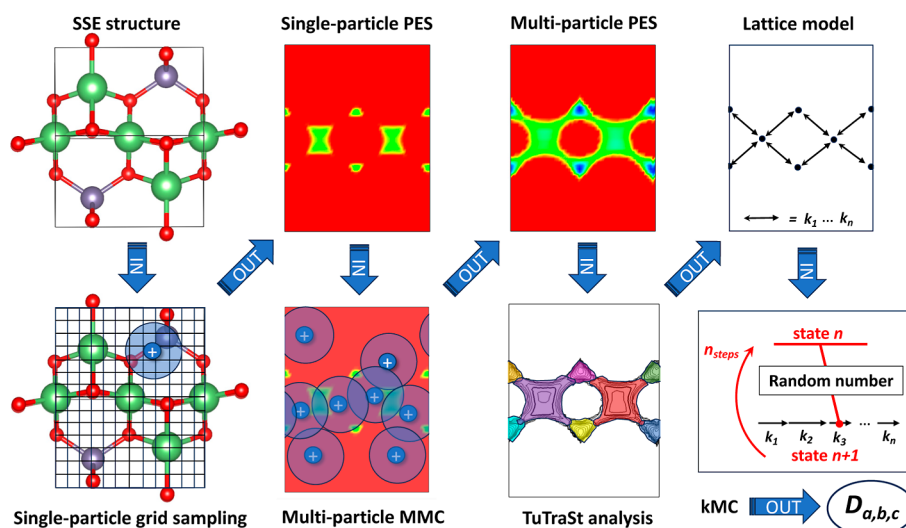 SSE structure
Single-particle PES
Multi-particle PES
Lattice model
= k1 ... kn
IN
OUT
IN
OUT
IN
OUT
IN
+
+ + + + + + + +
nsteps
state n
Random number
k1 k2 k3 ... kn
state n+1
Single-particle grid sampling
Multi-particle MMC
TuTraSt analysis
kMC OUT Da,b,c